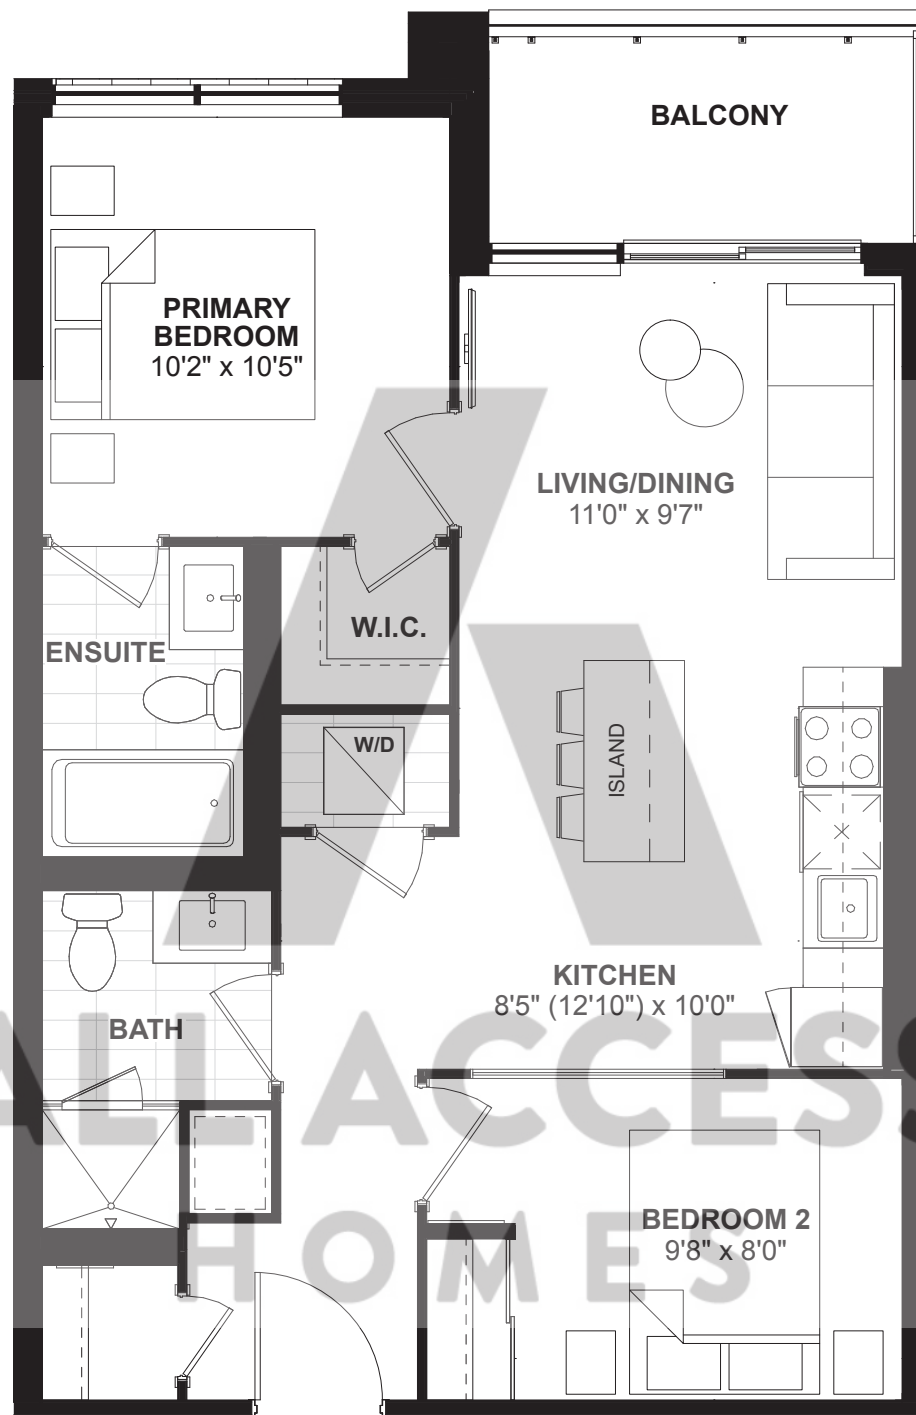 BALCONY
PRIMARY
BEDROOM
10'2" x 10'5"
LIVING/DINING
11'0" x 9'7"
W.I.C.
ENSUITE
W/D
ISLAND
KITCHEN
8'5" (12'10") x 10'0"
BATH
ALL ACCESS
HOMES
BEDROOM 2
9'8" x 8'0"